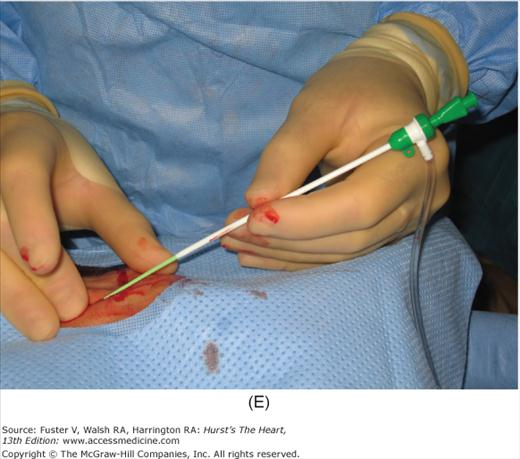 (E)
Source: Fuster V, Walsh RA, Harrington RA: Hurst's The Heart,
13th Edition: www.accessmedicine.com
Copyright © The McGraw-Hill Companies, Inc. All rights reserved.